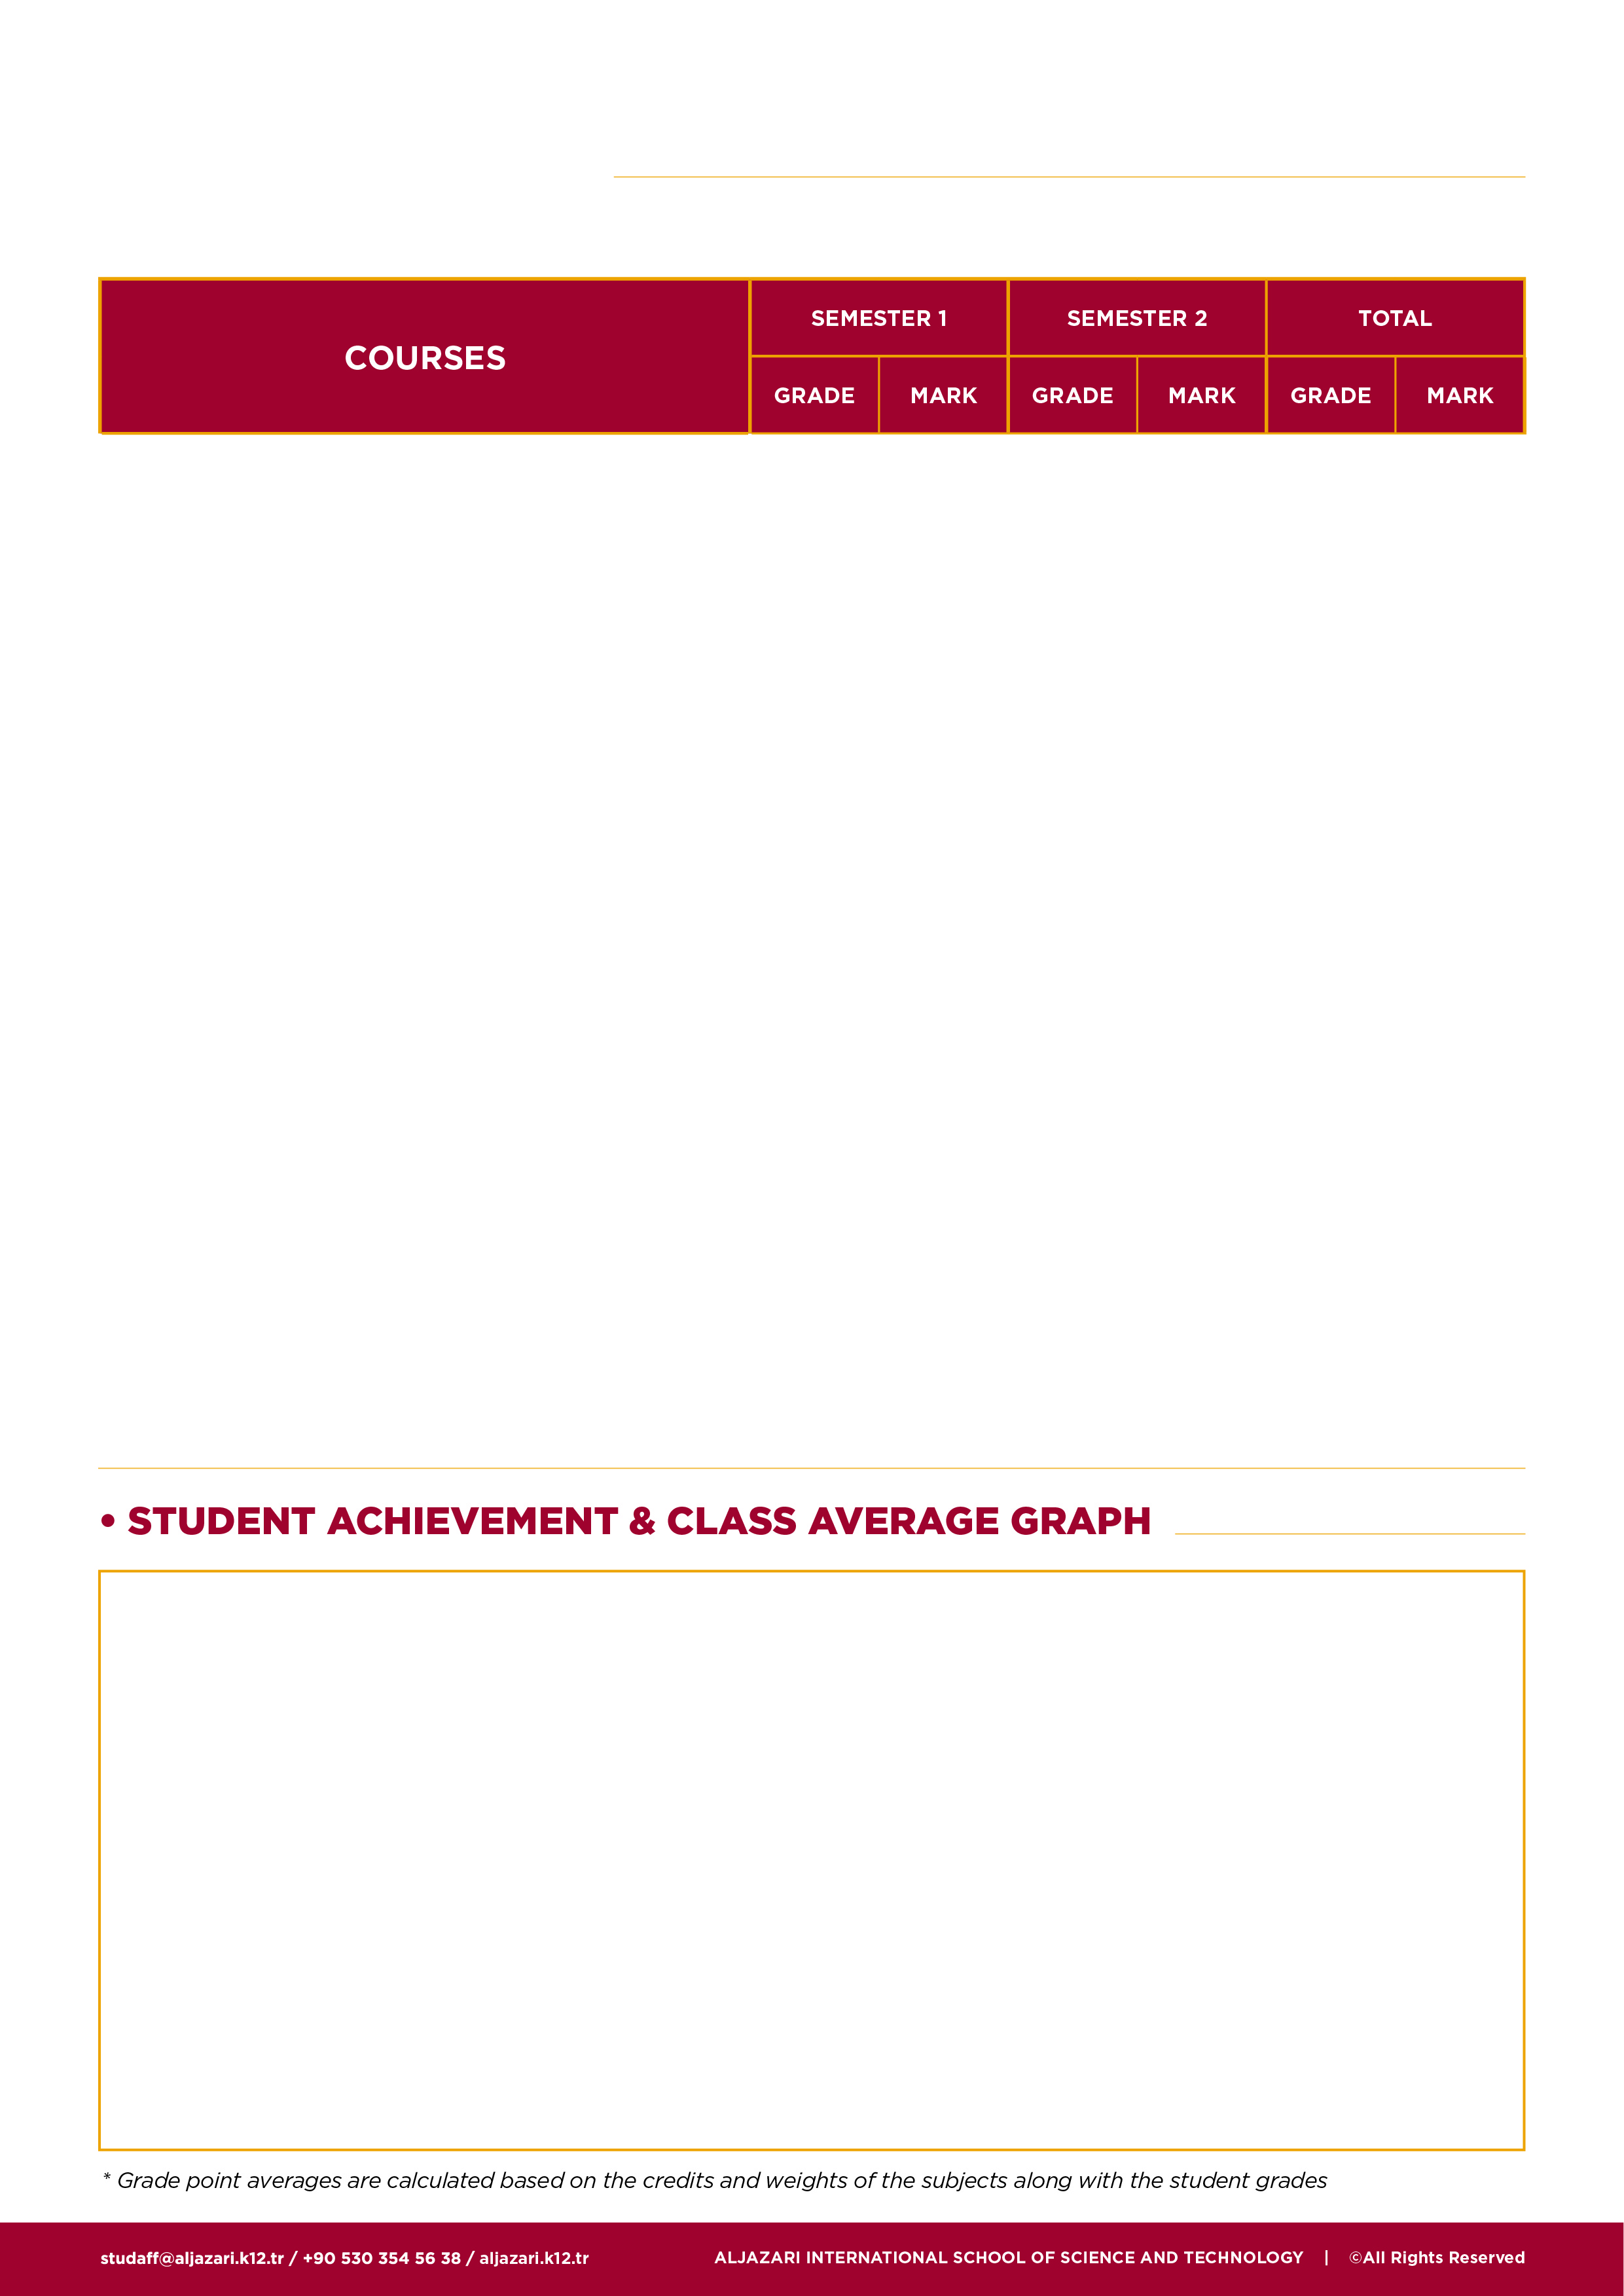 COURSES
SEMESTER 1 SEMESTER 2 TOTAL
GRADE MARK GRADE MARK GRADE MARK
• STUDENT ACHIEVEMENT & CLASS AVERAGE GRAPH
* Grade point averages are calculated based on the credits and weights of the subjects along with the student grades
studaff@aljazari.k12.tr / +90 530 354 56 38 / aljazari.k12.tr ALJAZARI INTERNATIONAL SCHOOL OF SCIENCE AND TECHNOLOGY | ©All Rights Reserved